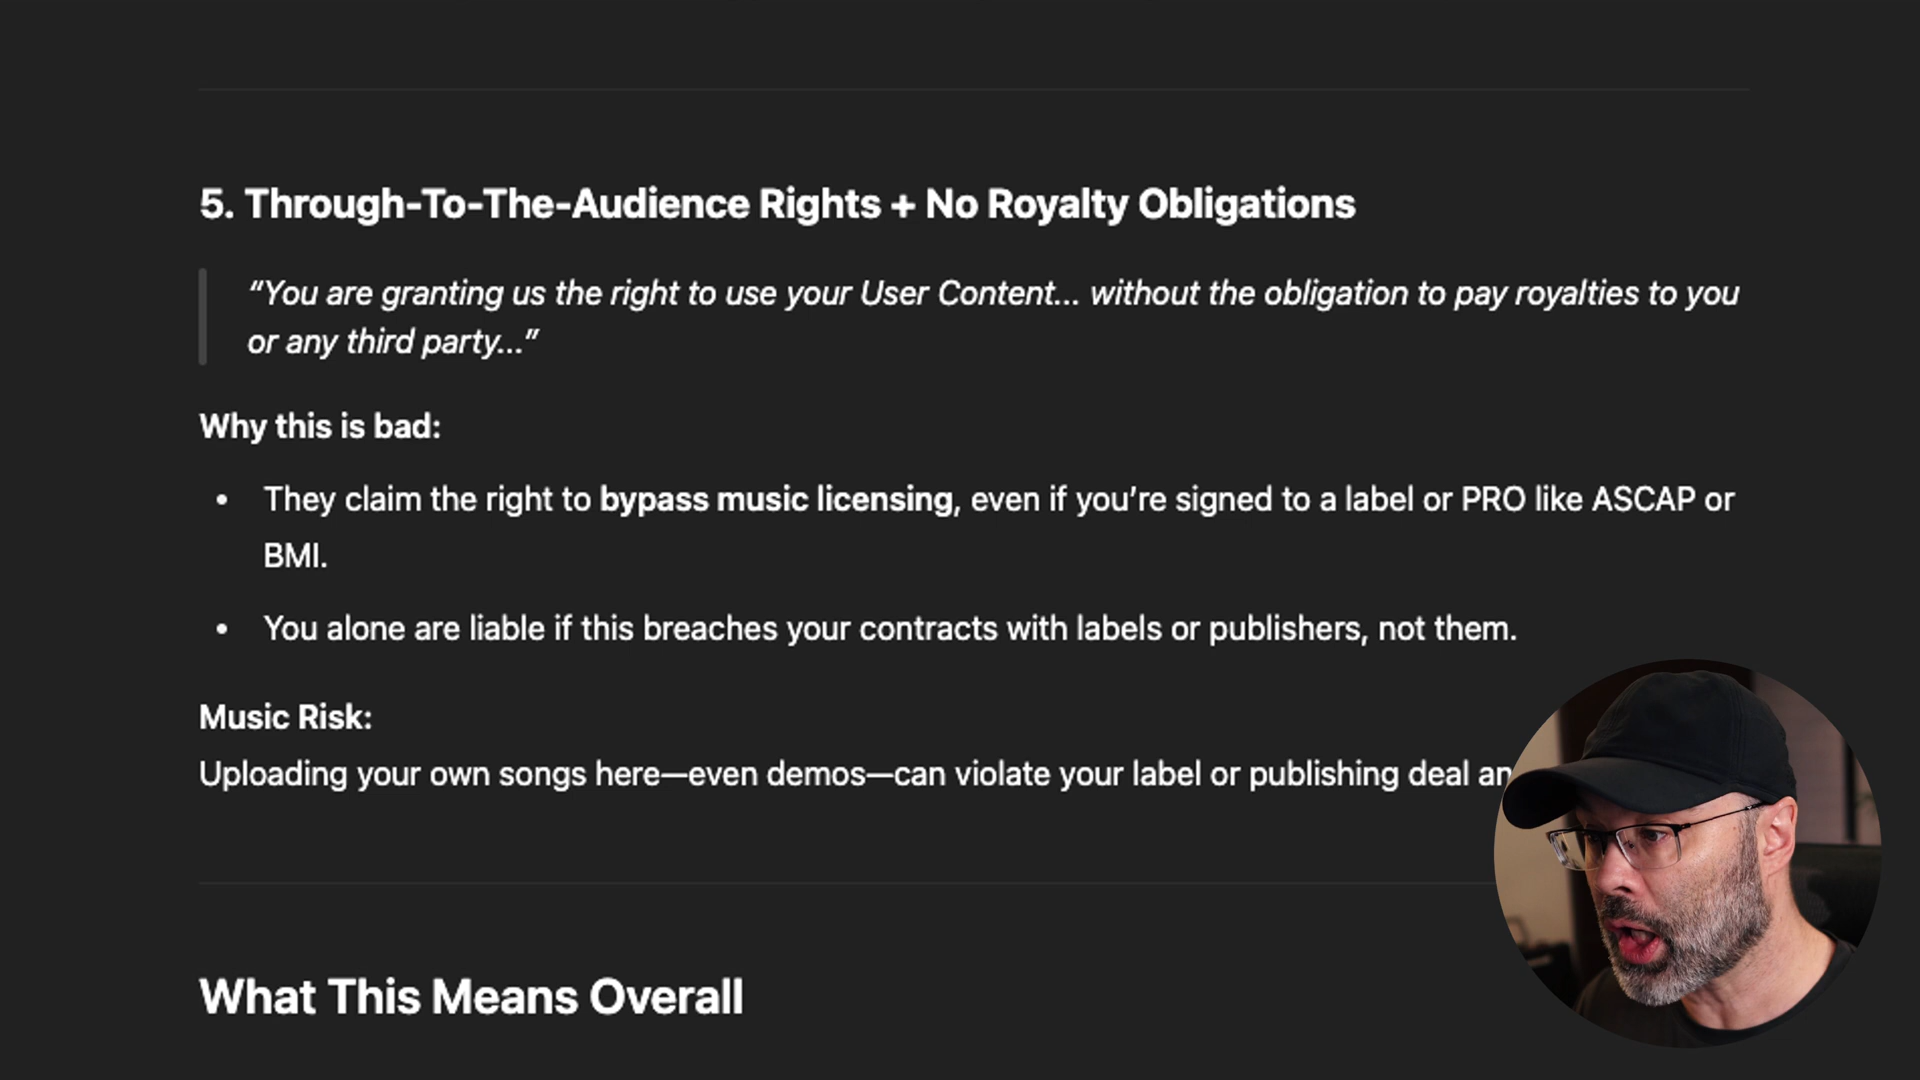 5. Through-To-The-Audience Rights + No Royalty Obligations
“You are granting us the right to use your User Content... without the obligation to pay royalties to you
or any third party...”
Why this is bad:
• They claim the right to bypass music licensing, even if you’re signed to a label or PRO like ASCAP or
BMI.
• You alone are liable if this breaches your contracts with labels or publishers, not them.
Music Risk:
Uploading your own songs here—even demos—can violate your label or publishing deal
What This Means Overall